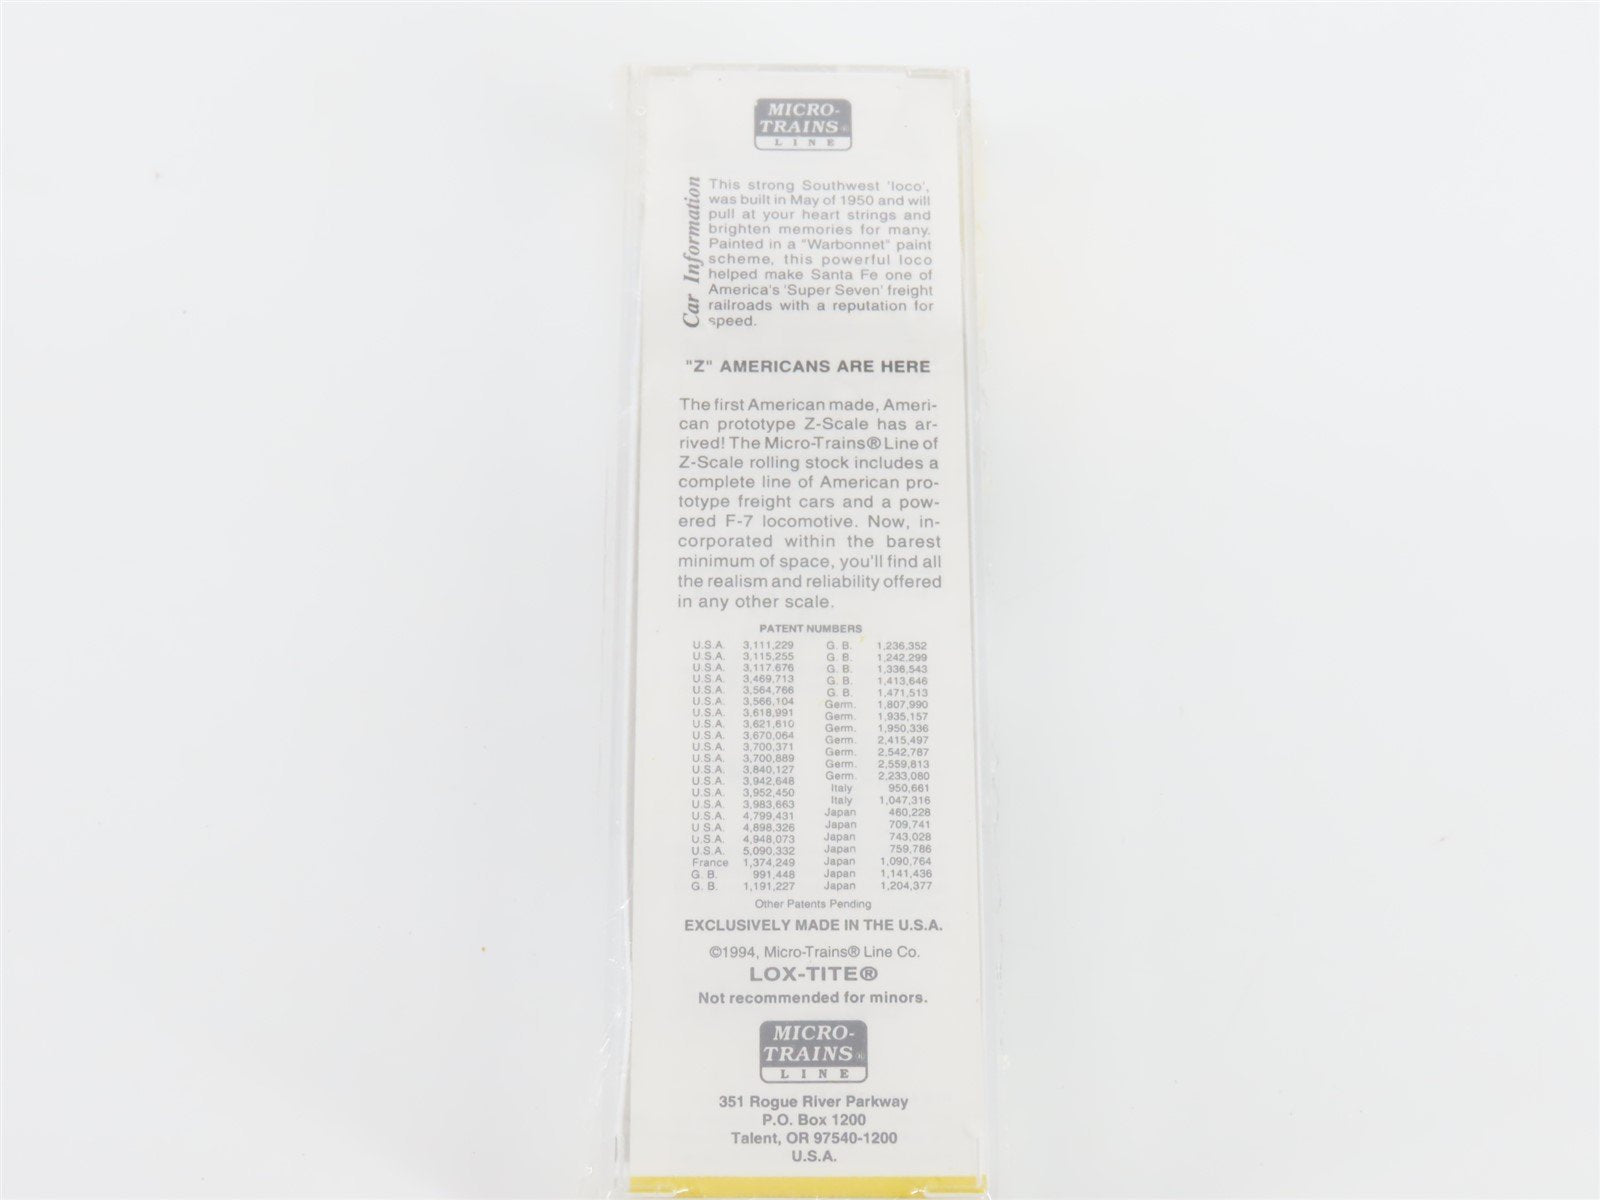 MICRO-
TRAINS®
LINE
Car Information
This strong Southwest 'loco',
was built in May of 1950 and will
pull at your heart strings and
brighten memories for many.
Painted in a "Warbonnet" paint
scheme, this powerful loco
helped make Santa Fe one of
America's 'Super Seven' freight
railroads with a reputation for
speed.
"Z" AMERICANS ARE HERE
The first American made, Ameri-
can prototype Z-Scale has ar-
rived! The Micro-Trains® Line of
Z-Scale rolling stock includes a
complete line of American pro-
totype freight cars and a pow-
ered F-7 locomotive. Now, in-
corporated within the barest
minimum of space, you'll find all
the realism and reliability offered
in any other scale.
PATENT NUMBERS
U.S.A. 3,111,229 G. B. 1,236,352
U.S.A. 3,115,255 G. B. 1,242,299
U.S.A. 3,117,676 G. B. 1,336,543
U.S.A. 3,469,713 G. B. 1,413,646
U.S.A. 3,564,766 G. B. 1,471,513
U.S.A. 3,566,104 Germ. 1,807,990
U.S.A. 3,618,991 Germ. 1,935,157
U.S.A. 3,621,610 Germ. 1,950,336
U.S.A. 3,670,064 Germ. 2,415,497
U.S.A. 3,700,371 Germ. 2,542,787
U.S.A. 3,700,889 Germ. 2,559,813
U.S.A. 3,840,127 Germ. 2,233,080
U.S.A. 3,942,648 Italy 950,661
U.S.A. 3,952,450 Italy 1,047,316
U.S.A. 3,983,663 Japan 460,228
U.S.A. 4,799,431 Japan 709,741
U.S.A. 4,898,326 Japan 743,028
U.S.A. 4,948,073 Japan 759,786
U.S.A. 5,090,332 Japan 1,090,764
France 1,374,249 Japan 1,141,436
G. B. 991,448 Japan 1,204,377
G. B. 1,191,227
Other Patents Pending
EXCLUSIVELY MADE IN THE U.S.A.
©1994, Micro-Trains® Line Co.
LOX-TITE®
Not recommended for minors.
MICRO-
TRAINS®
LINE
351 Rogue River Parkway
P.O. Box 1200
Talent, OR 97540-1200
U.S.A.